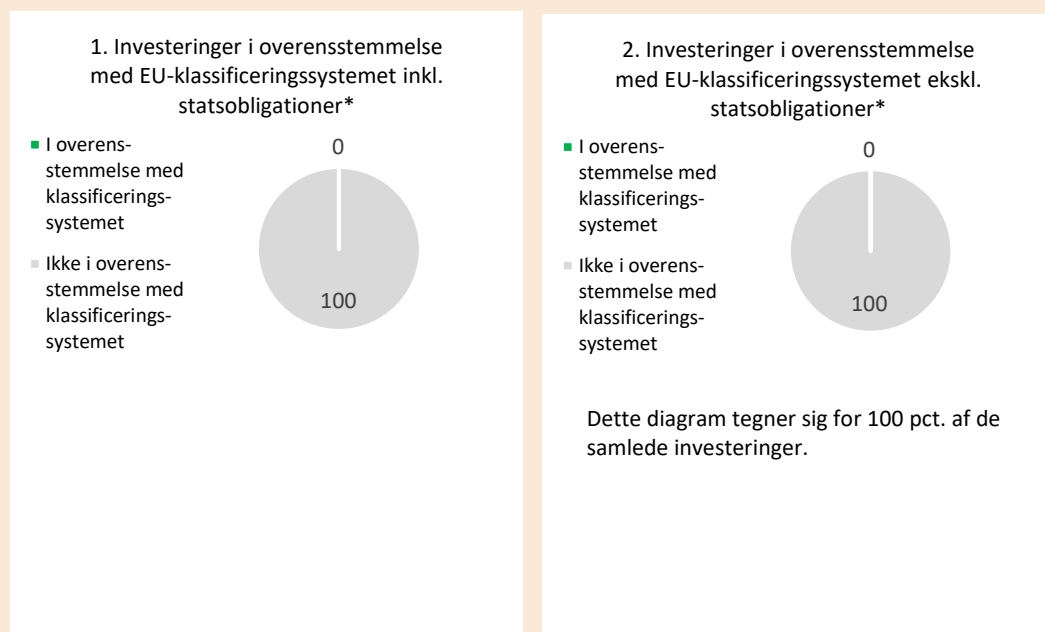 1. Investeringer i overensstemmelse
med EU-klassificeringssystemet inkl.
statsobligationer*
I overens-
stemmelse med
klassificerings-
systemet
Ikke i overens-
stemmelse med
klassificerings-
systemet
0
100
2. Investeringer i overensstemmelse
med EU-klassificeringssystemet ekskl.
statsobligationer*
I overens-
stemmelse med
klassificerings-
systemet
Ikke i overens-
stemmelse med
klassificerings-
systemet
0
100
Dette diagram tegner sig for 100 pct. af de
samlede investeringer.